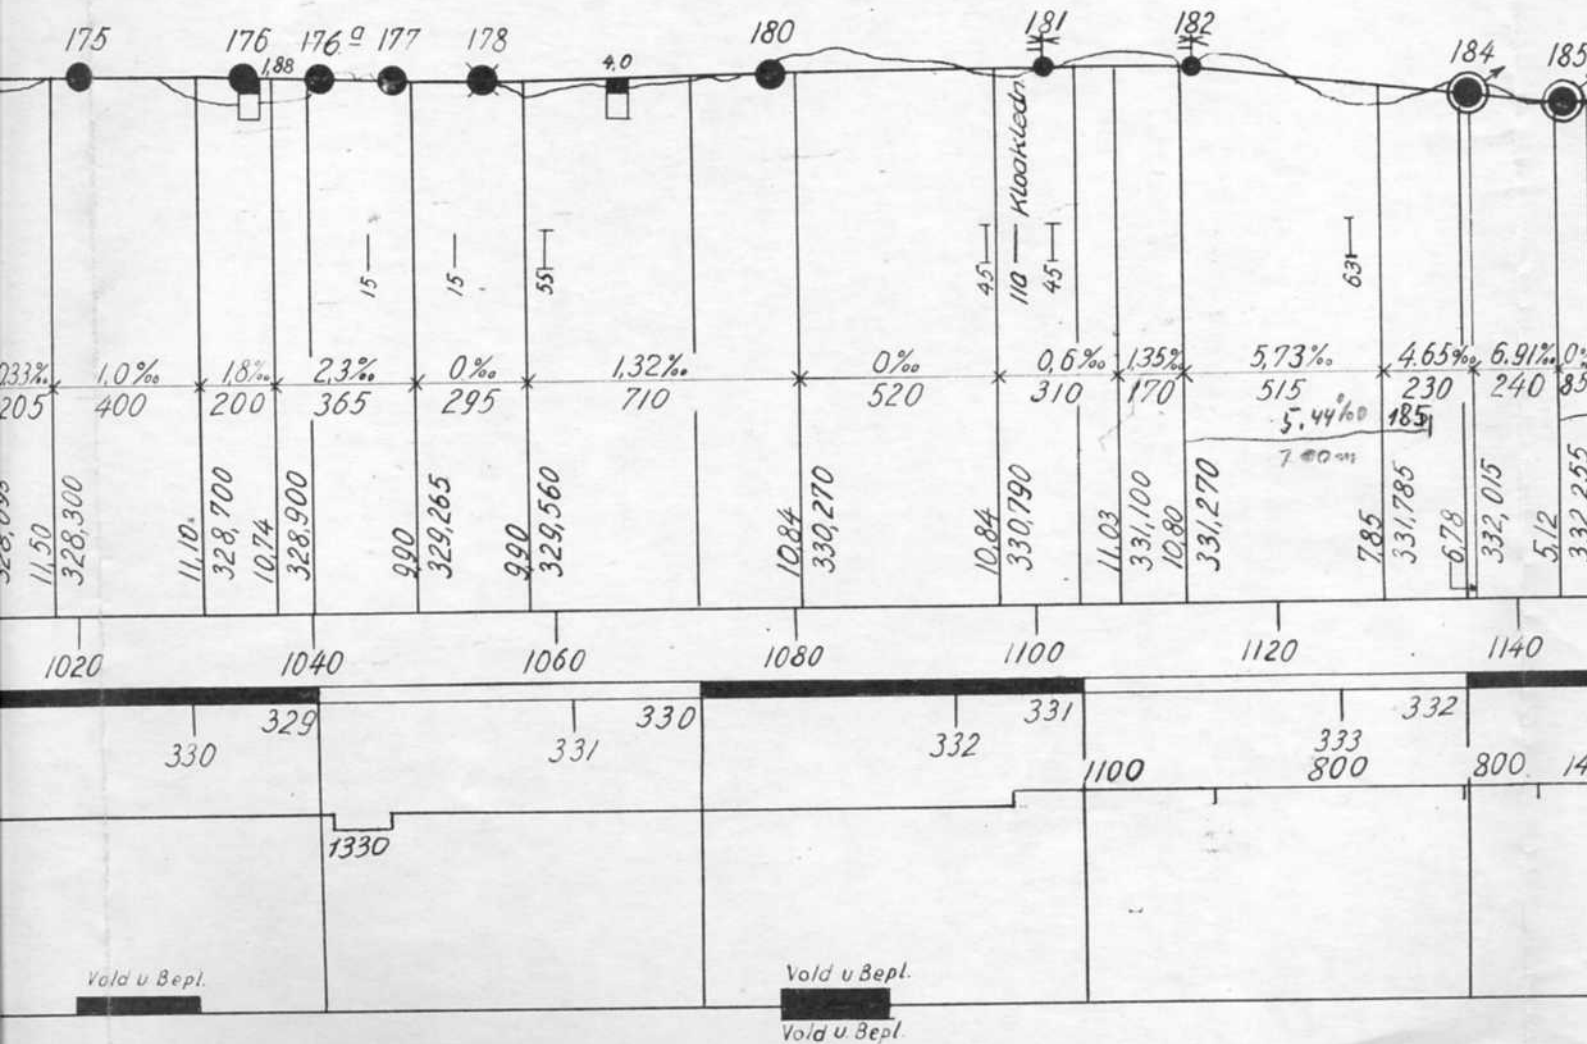 175 176 176.a 177 178 180 181 182 184 185
1,88 4,0
15 15 55 45 110 Kloakledn. 45 63
0,33‰ 1,0‰ 1,8‰ 2,3‰ 0‰ 1,32‰ 0‰ 0,6‰ 1,35‰ 5,73‰ 4,65‰ 6,91‰ 0‰
205 400 200 365 295 710 520 310 170 515 230 240 85
5.44‰ 185
11,50 328,300 11,10 328,700 10,74 328,900 9,90 329,265 9,90 329,560 10,84 330,270 10,84 330,790 11,03 331,100 10,80 331,270 7,85 331,785 6,78 332,015 5,12 332,255
1020 1040 1060 1080 1100 1120 1140
329 330 331 332
330 331 332 333
1100 800 800 14
1330
Vold u Bepl. Vold u Bepl.
Vold u. Bepl.